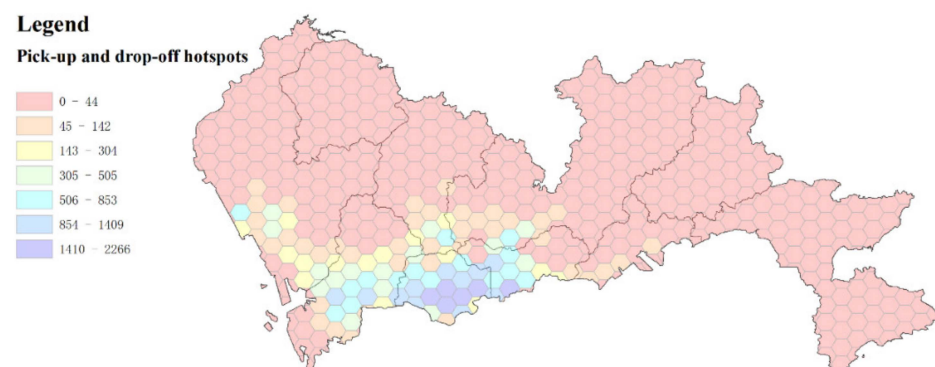 Legend
Pick-up and drop-off hotspots
0 - 44
45 - 142
143 - 304
305 - 505
506 - 853
854 - 1409
1410 - 2266